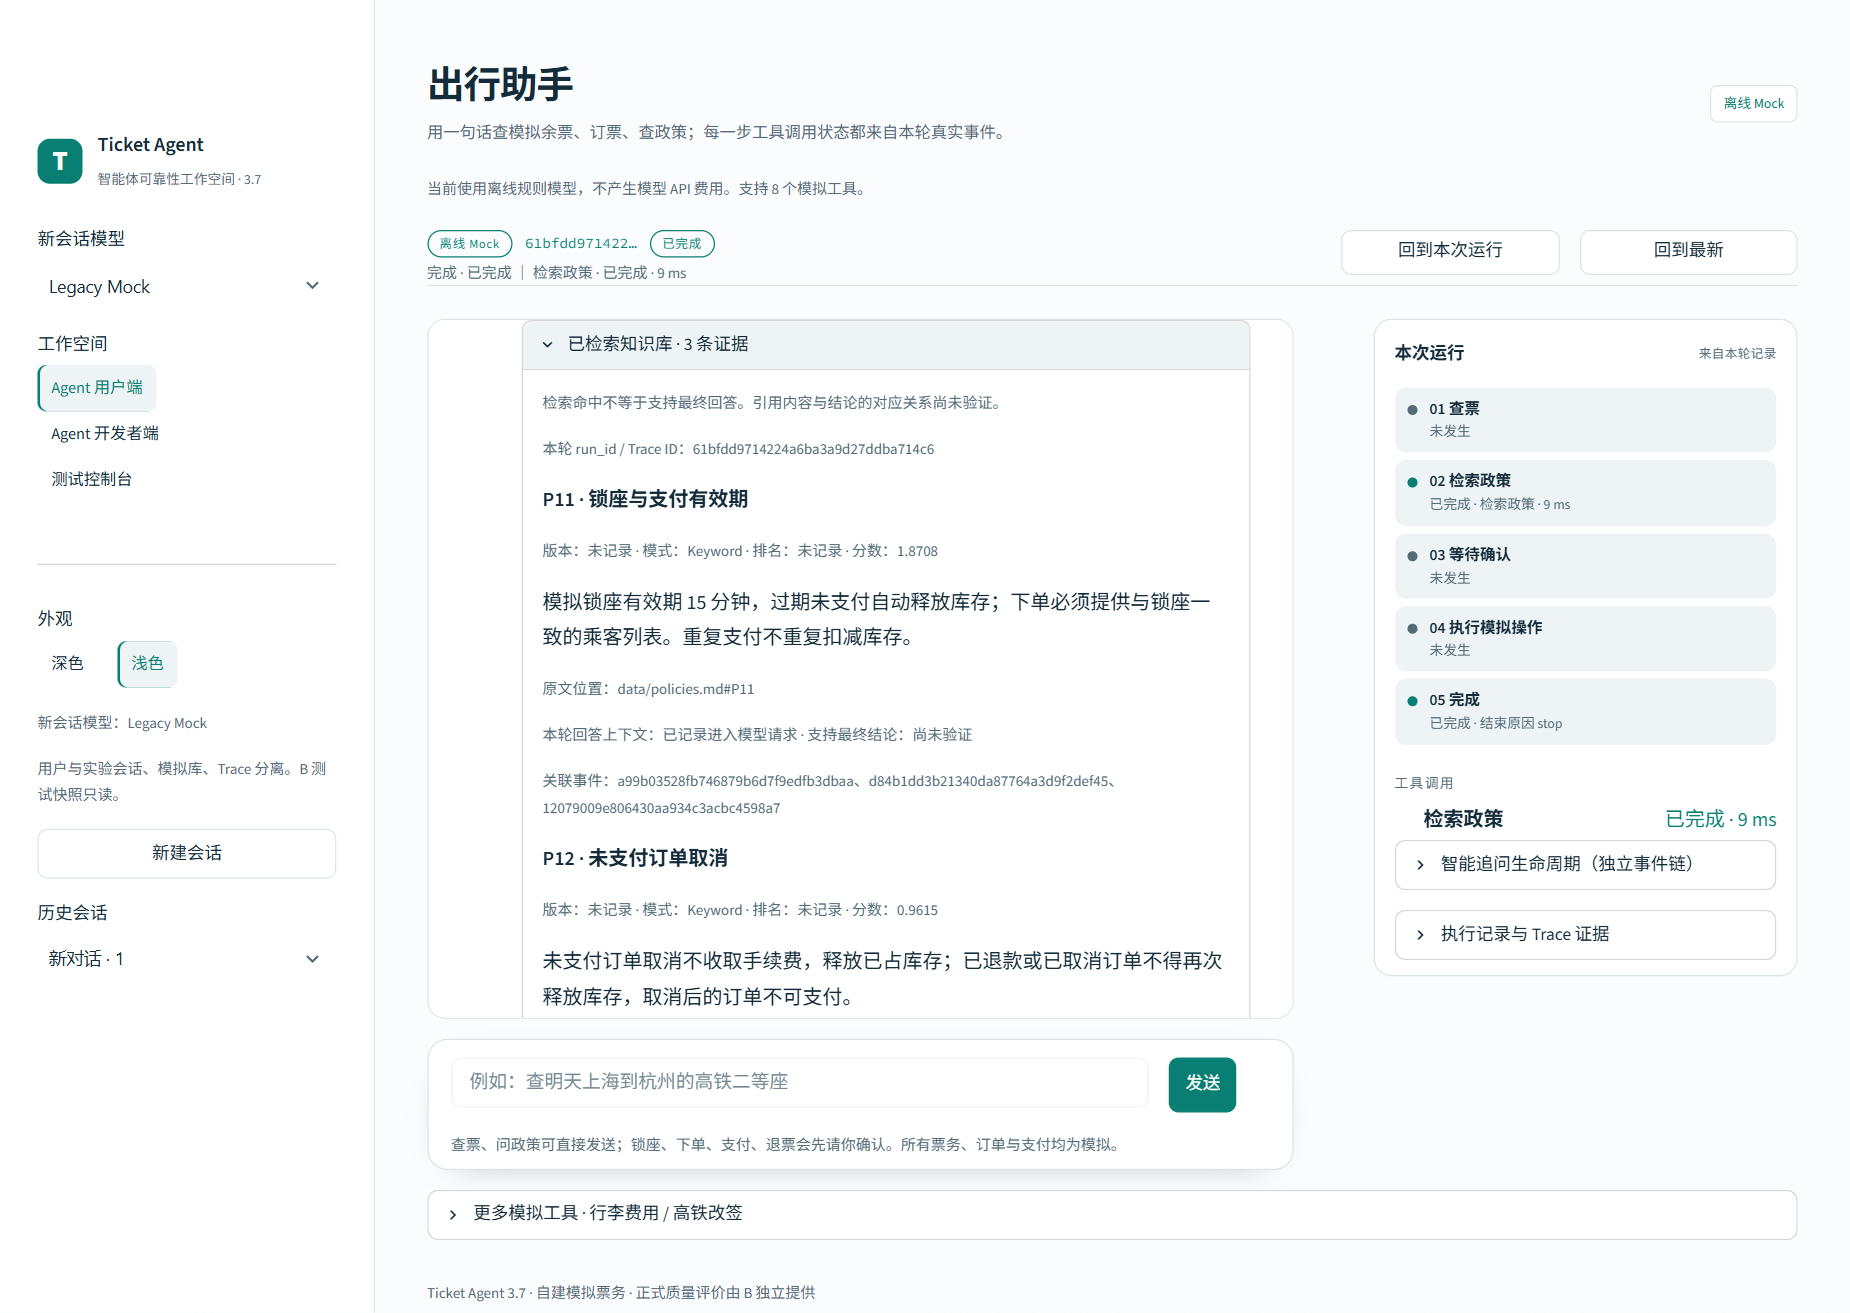 T
Ticket Agent
智能体可靠性工作空间 · 3.7
新会话模型
Legacy Mock
工作空间
Agent 用户端
Agent 开发者端
测试控制台
外观
深色
浅色
新会话模型：Legacy Mock
用户与实验会话、模拟库、Trace 分离。B 测
试快照只读。
新建会话
历史会话
新对话 · 1
出行助手
离线 Mock
用一句话查模拟余票、订票、查政策；每一步工具调用状态都来自本轮真实事件。
当前使用离线规则模型，不产生模型 API 费用。支持 8 个模拟工具。
离线 Mock 61bfdd971422… 已完成
完成 · 已完成 ｜ 检索政策 · 已完成 · 9 ms
回到本次运行
回到最新
已检索知识库 · 3 条证据
检索命中不等于支持最终回答。引用内容与结论的对应关系尚未验证。
本轮 run_id / Trace ID：61bfdd9714224a6ba3a9d27ddba714c6
P11 · 锁座与支付有效期
版本：未记录 · 模式：Keyword · 排名：未记录 · 分数：1.8708
模拟锁座有效期 15 分钟，过期未支付自动释放库存；下单必须提供与锁座一
致的乘客列表。重复支付不重复扣减库存。
原文位置：data/policies.md#P11
本轮回答上下文：已记录进入模型请求 · 支持最终结论：尚未验证
关联事件：a99b03528fb746879b6d7f9edfb3dbaa、d84b1dd3b21340da87764a3d9f2def45、
12079009e806430aa934c3acbc4598a7
P12 · 未支付订单取消
版本：未记录 · 模式：Keyword · 排名：未记录 · 分数：0.9615
未支付订单取消不收取手续费，释放已占库存；已退款或已取消订单不得再次
释放库存，取消后的订单不可支付。
本次运行
来自本轮记录
01 查票
未发生
02 检索政策
已完成 · 检索政策 · 9 ms
03 等待确认
未发生
04 执行模拟操作
未发生
05 完成
已完成 · 结束原因 stop
工具调用
检索政策
已完成 · 9 ms
智能追问生命周期（独立事件链）
执行记录与 Trace 证据
例如：查明天上海到杭州的高铁二等座
发送
查票、问政策可直接发送；锁座、下单、支付、退票会先请你确认。所有票务、订单与支付均为模拟。
更多模拟工具 · 行李费用 / 高铁改签
Ticket Agent 3.7 · 自建模拟票务 · 正式质量评价由 B 独立提供